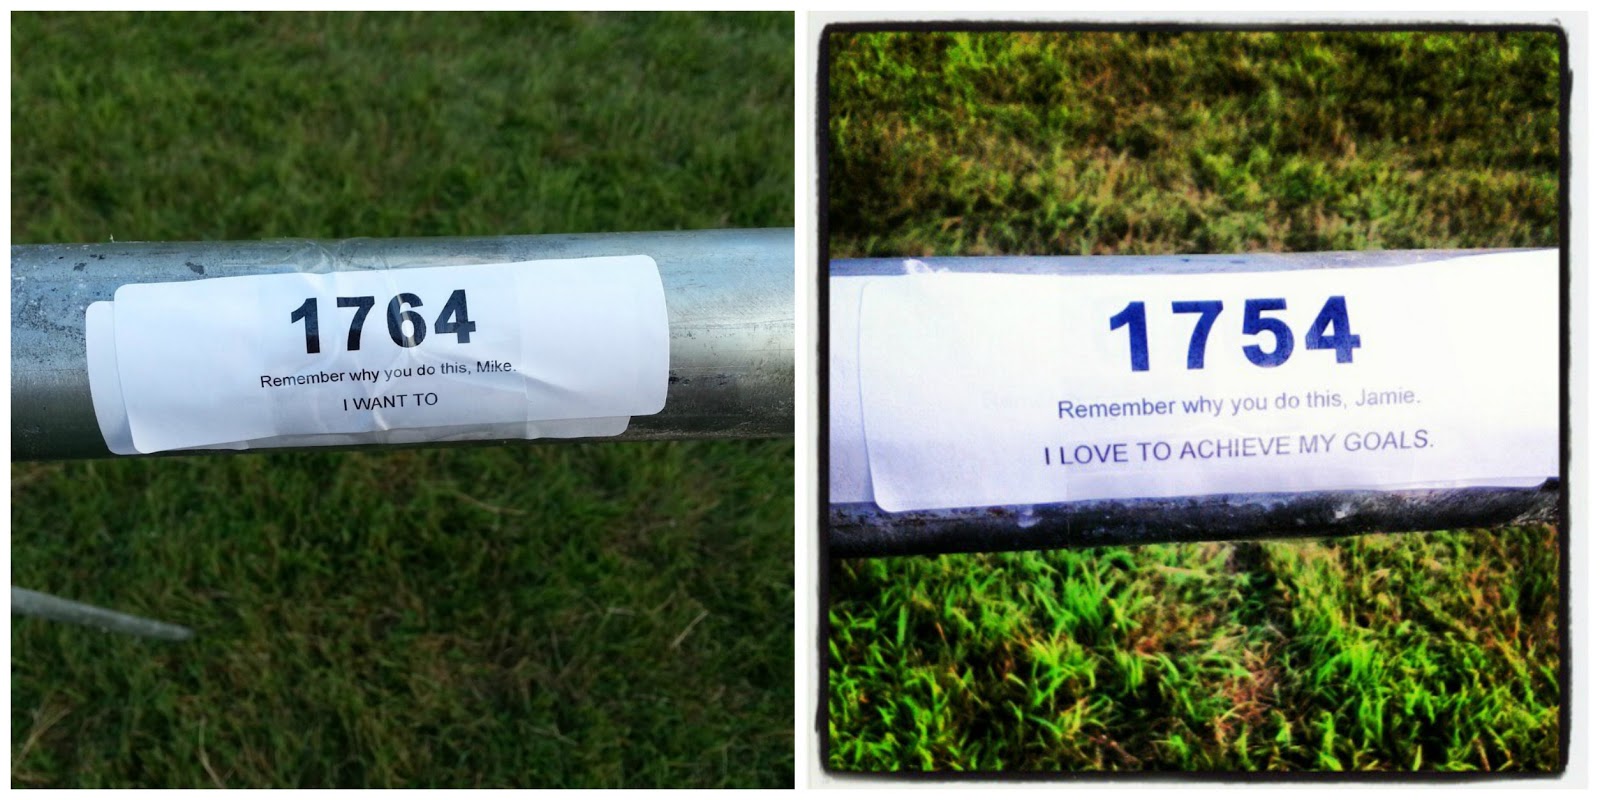 1764
Remember why you do this, Mike.
I WANT TO
1754
Remember why you do this, Jamie.
I LOVE TO ACHIEVE MY GOALS.